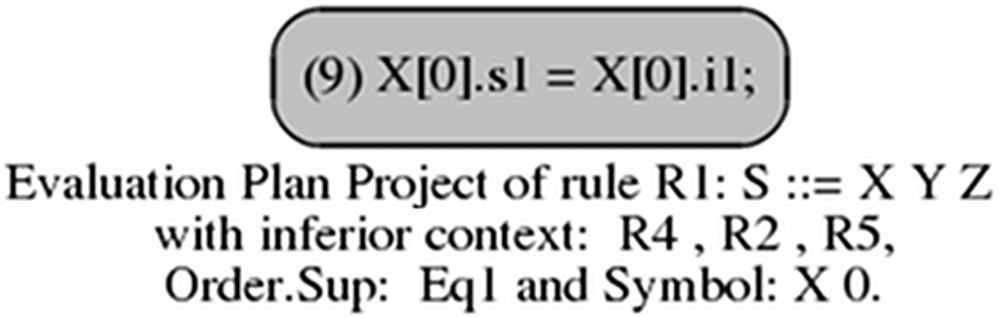 (9) X[0].s1 = X[0].i1;
Evaluation Plan Project of rule R1: S ::= X Y Z
with inferior context: R4 , R2 , R5,
Order.Sup: Eq1 and Symbol: X 0.